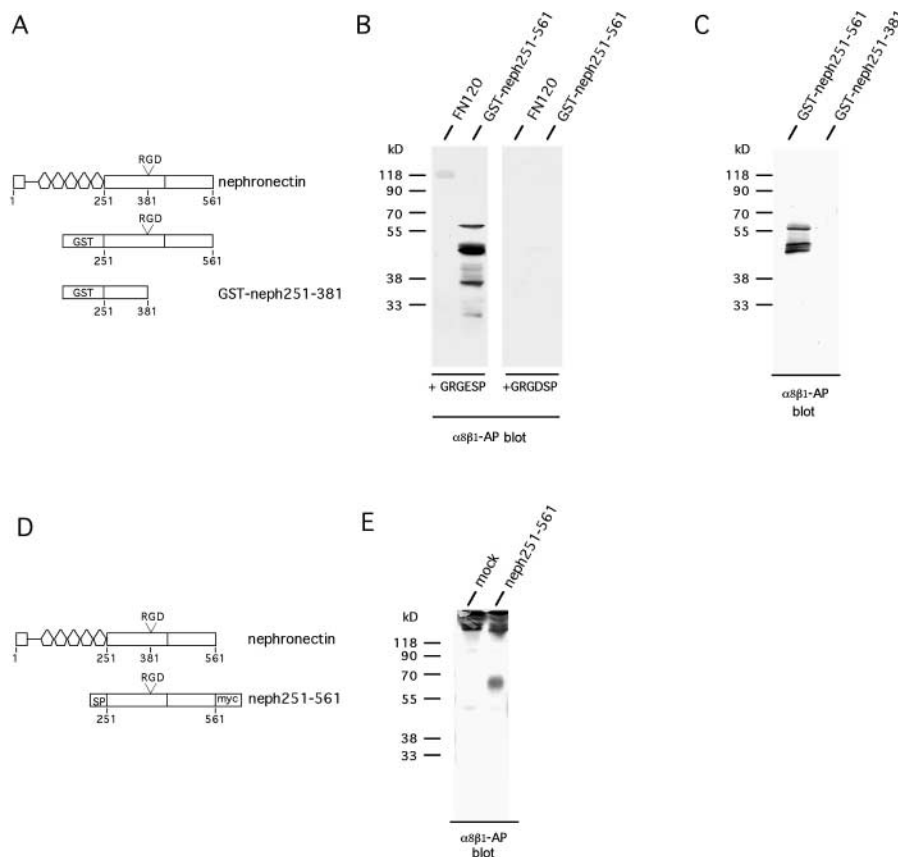 A
RGD
nephronectin
1 251 381 561
RGD
GST
251 561
GST
GST-neph251-381
251 381
B
FN120
GST-neph251-561
FN120
GST-neph251-561
kD
118
90
70
55
38
33
+ GRGESP
+GRGDSP
α8β1-AP blot
C
GST-neph251-561
GST-neph251-381
kD
118
90
70
55
38
33
α8β1-AP
blot
D
RGD
nephronectin
1 251 381 561
RGD
SP
myc
neph251-561
251 561
E
mock
neph251-561
kD
118
90
70
55
38
33
α8β1-AP
blot